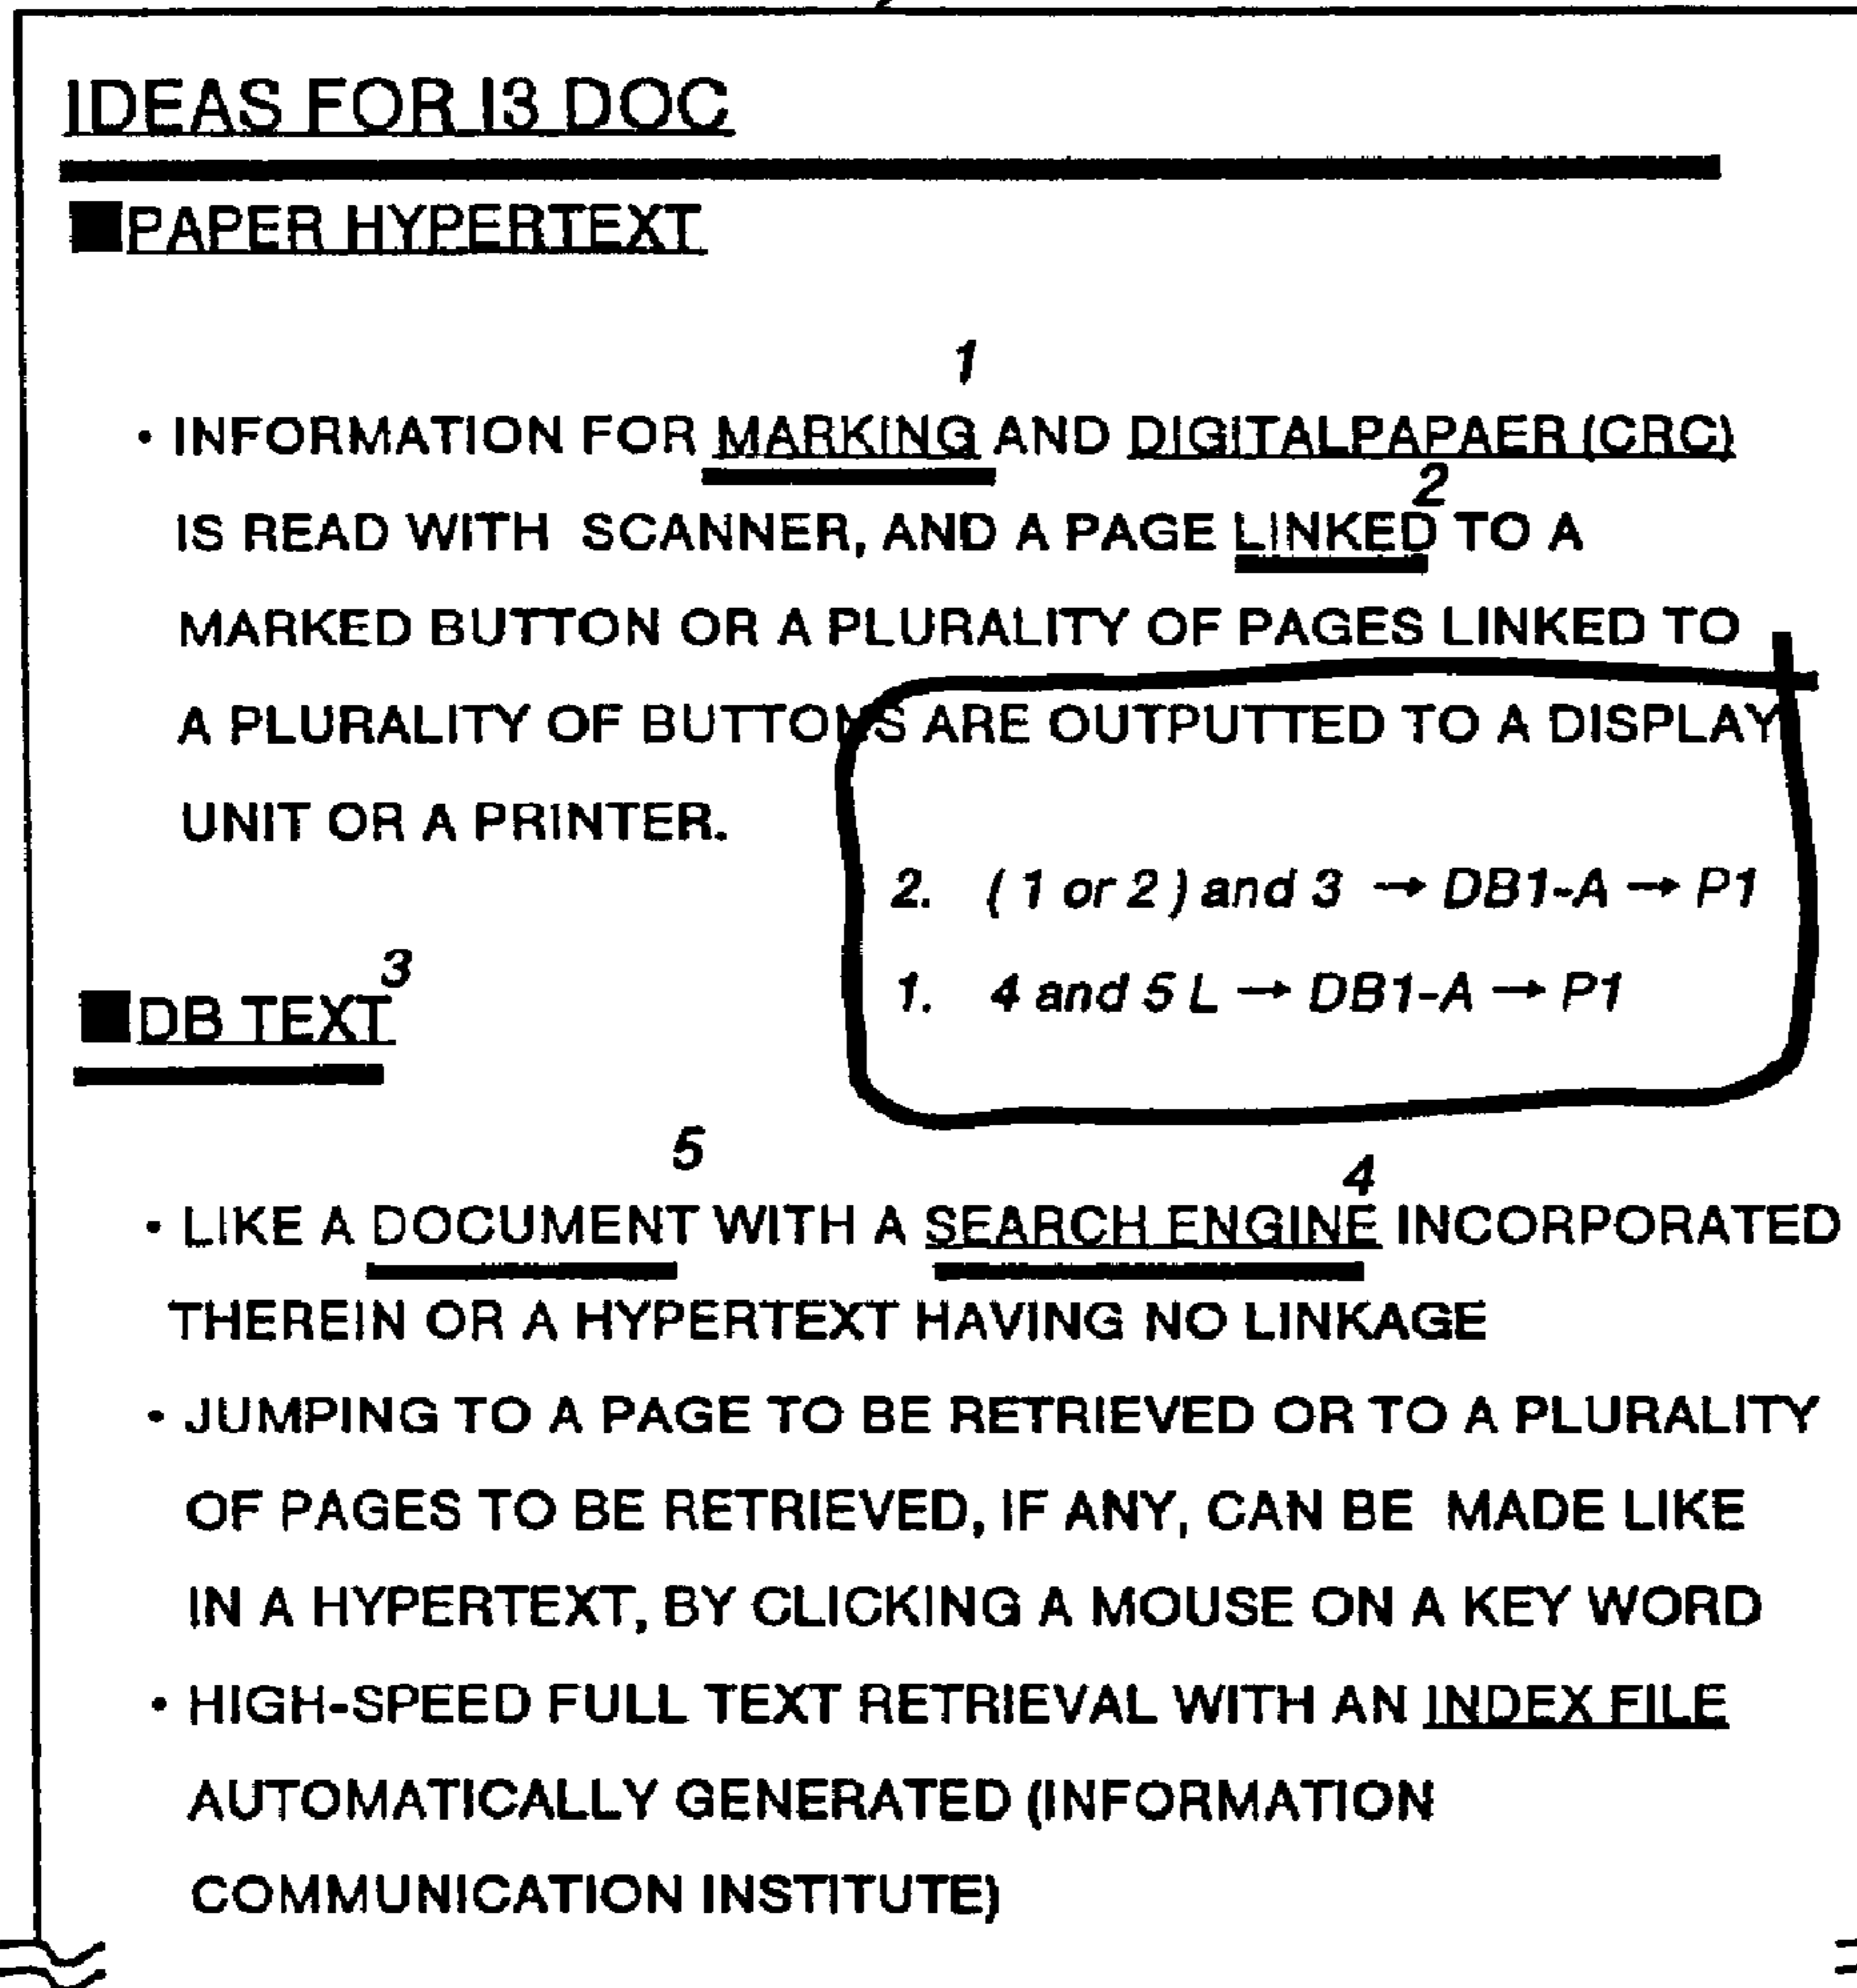 IDEAS FOR I3 DOC
■PAPER HYPERTEXT
1
• INFORMATION FOR MARKING AND DIGITALPAPAER (CRC)
2
IS READ WITH SCANNER, AND A PAGE LINKED TO A
MARKED BUTTON OR A PLURALITY OF PAGES LINKED TO
A PLURALITY OF BUTTONS ARE OUTPUTTED TO A DISPLAY
UNIT OR A PRINTER.
2. ( 1 or 2 ) and 3 → DB1-A → P1
1. 4 and 5 L → DB1-A → P1
3
■DB TEXT
5 4
• LIKE A DOCUMENT WITH A SEARCH ENGINE INCORPORATED
THEREIN OR A HYPERTEXT HAVING NO LINKAGE
• JUMPING TO A PAGE TO BE RETRIEVED OR TO A PLURALITY
OF PAGES TO BE RETRIEVED, IF ANY, CAN BE MADE LIKE
IN A HYPERTEXT, BY CLICKING A MOUSE ON A KEY WORD
• HIGH-SPEED FULL TEXT RETRIEVAL WITH AN INDEX FILE
AUTOMATICALLY GENERATED (INFORMATION
COMMUNICATION INSTITUTE)